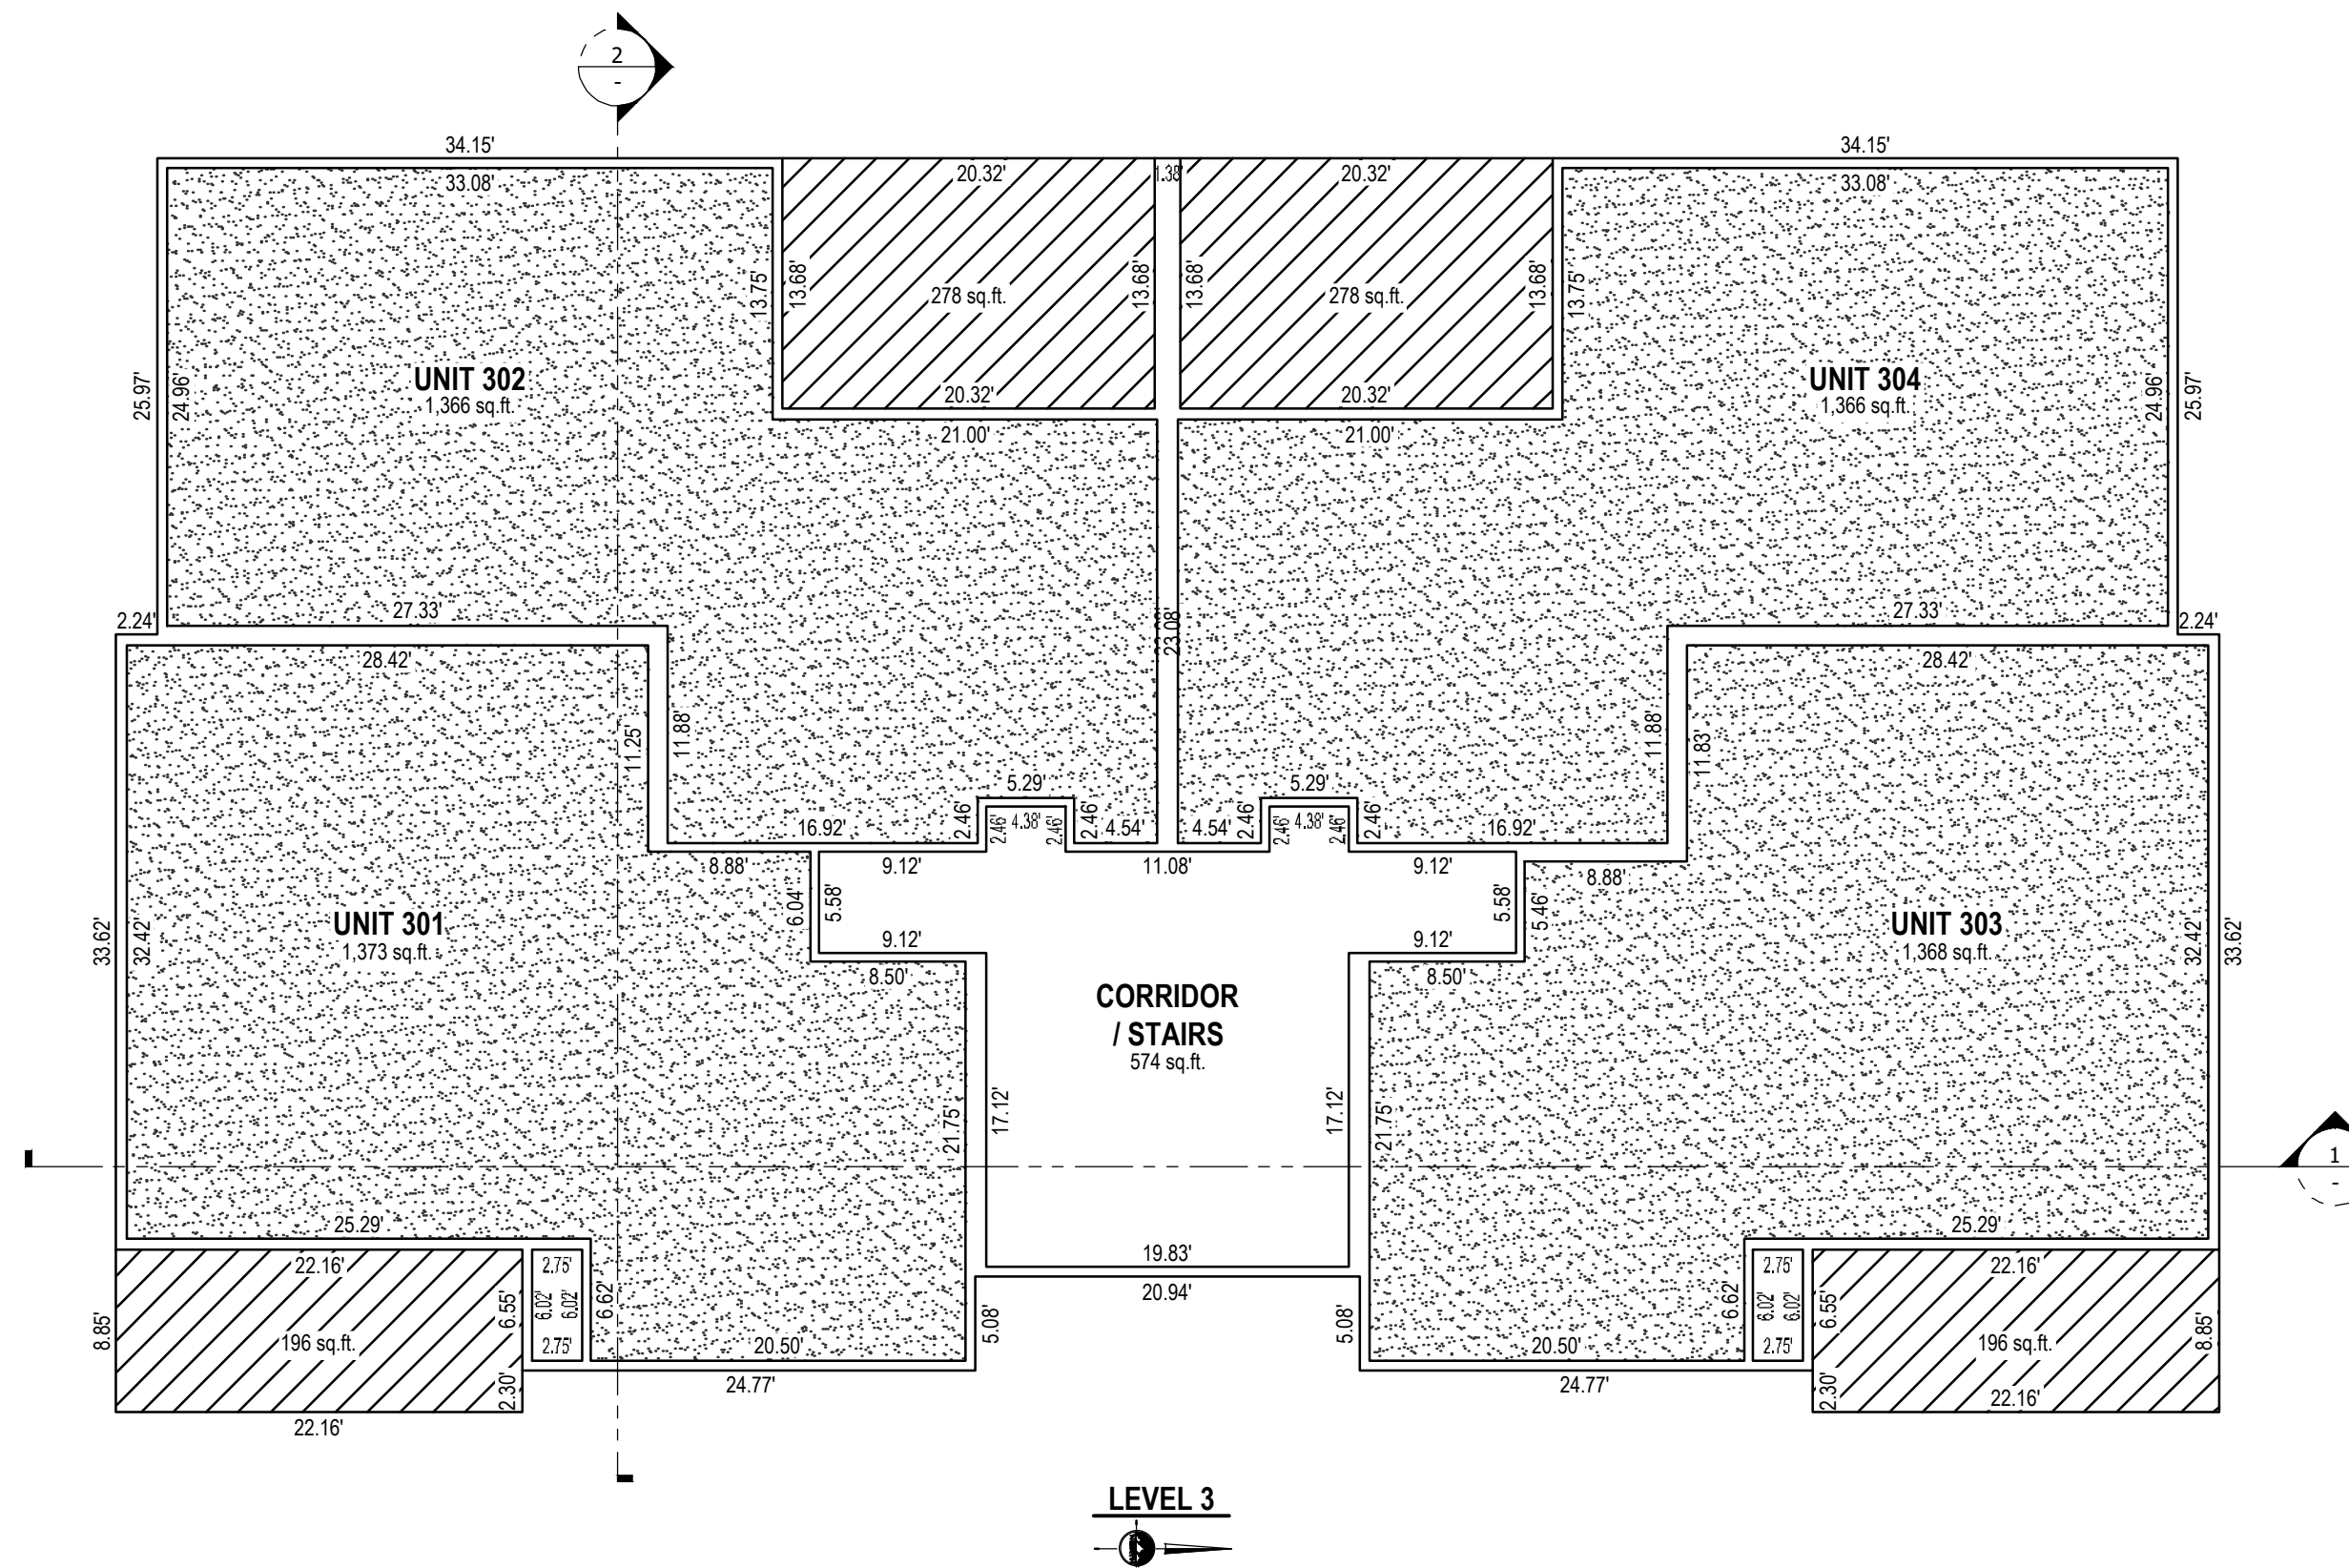 2
-
34.15' 34.15'
33.08' 20.32' 1.38' 20.32' 33.08'
13.75' 13.68' 13.68' 13.68' 13.68' 13.75'
278 sq.ft. 278 sq.ft.
UNIT 302 UNIT 304
1,366 sq.ft. 1,366 sq.ft.
25.97' 24.96' 20.32' 20.32' 24.96' 25.97'
21.00' 21.00'
2.24' 27.33' 23.08' 27.33' 2.24'
28.42' 28.42'
11.25' 11.88' 11.88' 11.83'
5.29' 5.29'
16.92' 2.46' 2.46' 4.38' 2.46' 2.46' 4.54' 4.54' 2.46' 2.46' 4.38' 2.46' 2.46' 16.92'
8.88' 9.12' 11.08' 9.12' 8.88'
6.04' 5.58' 5.58' 5.46'
UNIT 301 UNIT 303
1,373 sq.ft. 1,368 sq.ft.
33.62' 32.42' 9.12' 9.12' 32.42' 33.62'
8.50' 8.50'
CORRIDOR
/ STAIRS
574 sq.ft.
21.75' 17.12' 17.12' 21.75'
1
-
25.29' 25.29'
22.16' 2.75' 19.83' 2.75' 22.16'
8.85' 6.55' 6.02' 6.02' 6.62' 20.94' 6.62' 6.02' 6.02' 6.55' 8.85'
5.08' 5.08'
196 sq.ft. 2.75' 20.50' 20.50' 2.75' 196 sq.ft.
2.30' 24.77' 24.77' 2.30' 22.16'
22.16'
LEVEL 3